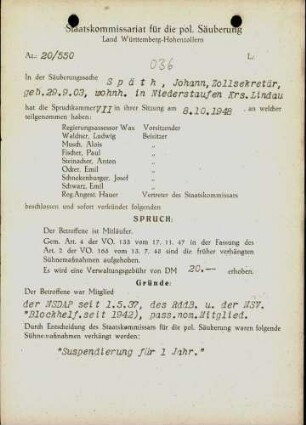 Staatskommissariat für die pol. Säuberung
Land Württemberg-Hohenzollern
Az.: 20/550 L:
036
In der Säuberungssache Späth, Johann, Zollsekretär,
geb.29.9.03, wohnh. in Niederstaufen Krs.Lindau
hat die Spruchkammer VII in ihrer Sitzung am 8.10.1948, an welcher
teilgenommen haben:
Regierungsassessor Wau Vorsitzender
Waldner, Ludwig Beisitzer
Musch, Alois "
Fischer, Paul "
Steinacher, Anton "
Ocker, Emil "
Schnekenburger, Josef "
Schwarz, Emil "
Reg.Angest. Hauer Vertreter des Staatskommissars
beschlossen und sofort verkündet folgenden
SPRUCH:
Der Betroffene ist Mitläufer.
Gem. Art. 4 der VO. 133 vom 17. 11. 47 in der Fassung des
Art. 2 der VO. 165 vom 13. 7. 48 sind die früher verhängten
Sühnemaßnahmen aufgehoben.
Es wird eine Verwaltungsgebühr von DM 20.-- erhoben.
Gründe:
Der Betroffene war Mitglied:
der NSDAP seit 1.5.37, des RddB. u. der NSV.
"Blockhelf.seit 1942), pass.non.Mitglied.
Durch Entscheidung des Staatskommissars für die pol. Säuberung waren folgende
Sühnemaßnahmen verhängt worden:
"Suspendierung für 1 Jahr."